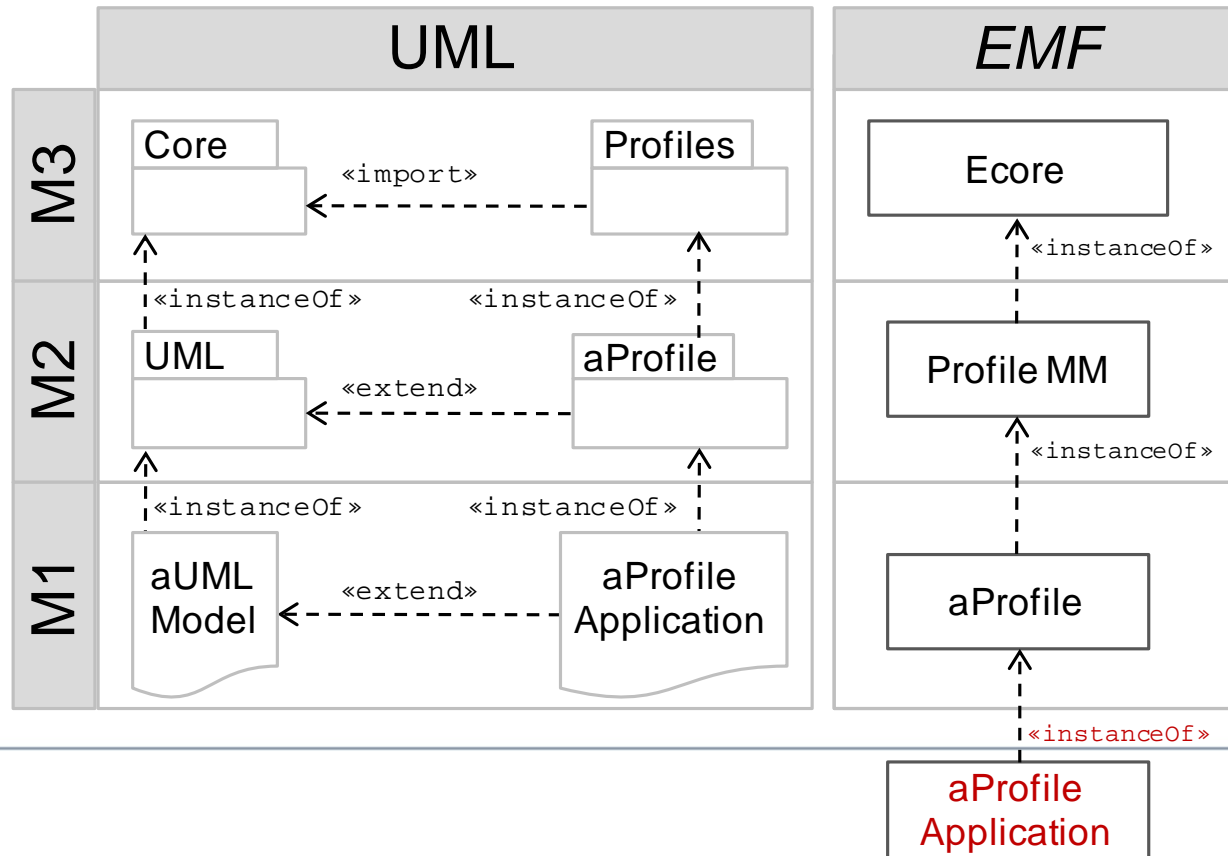 UML
EMF
M3
Core
«import»
Profiles
Ecore
«instanceOf»
«instanceOf»
«instanceOf»
M2
UML
«extend»
aProfile
Profile MM
«instanceOf»
«instanceOf»
«instanceOf»
M1
aUML
Model
«extend»
aProfile
Application
aProfile
«instanceOf»
aProfile
Application